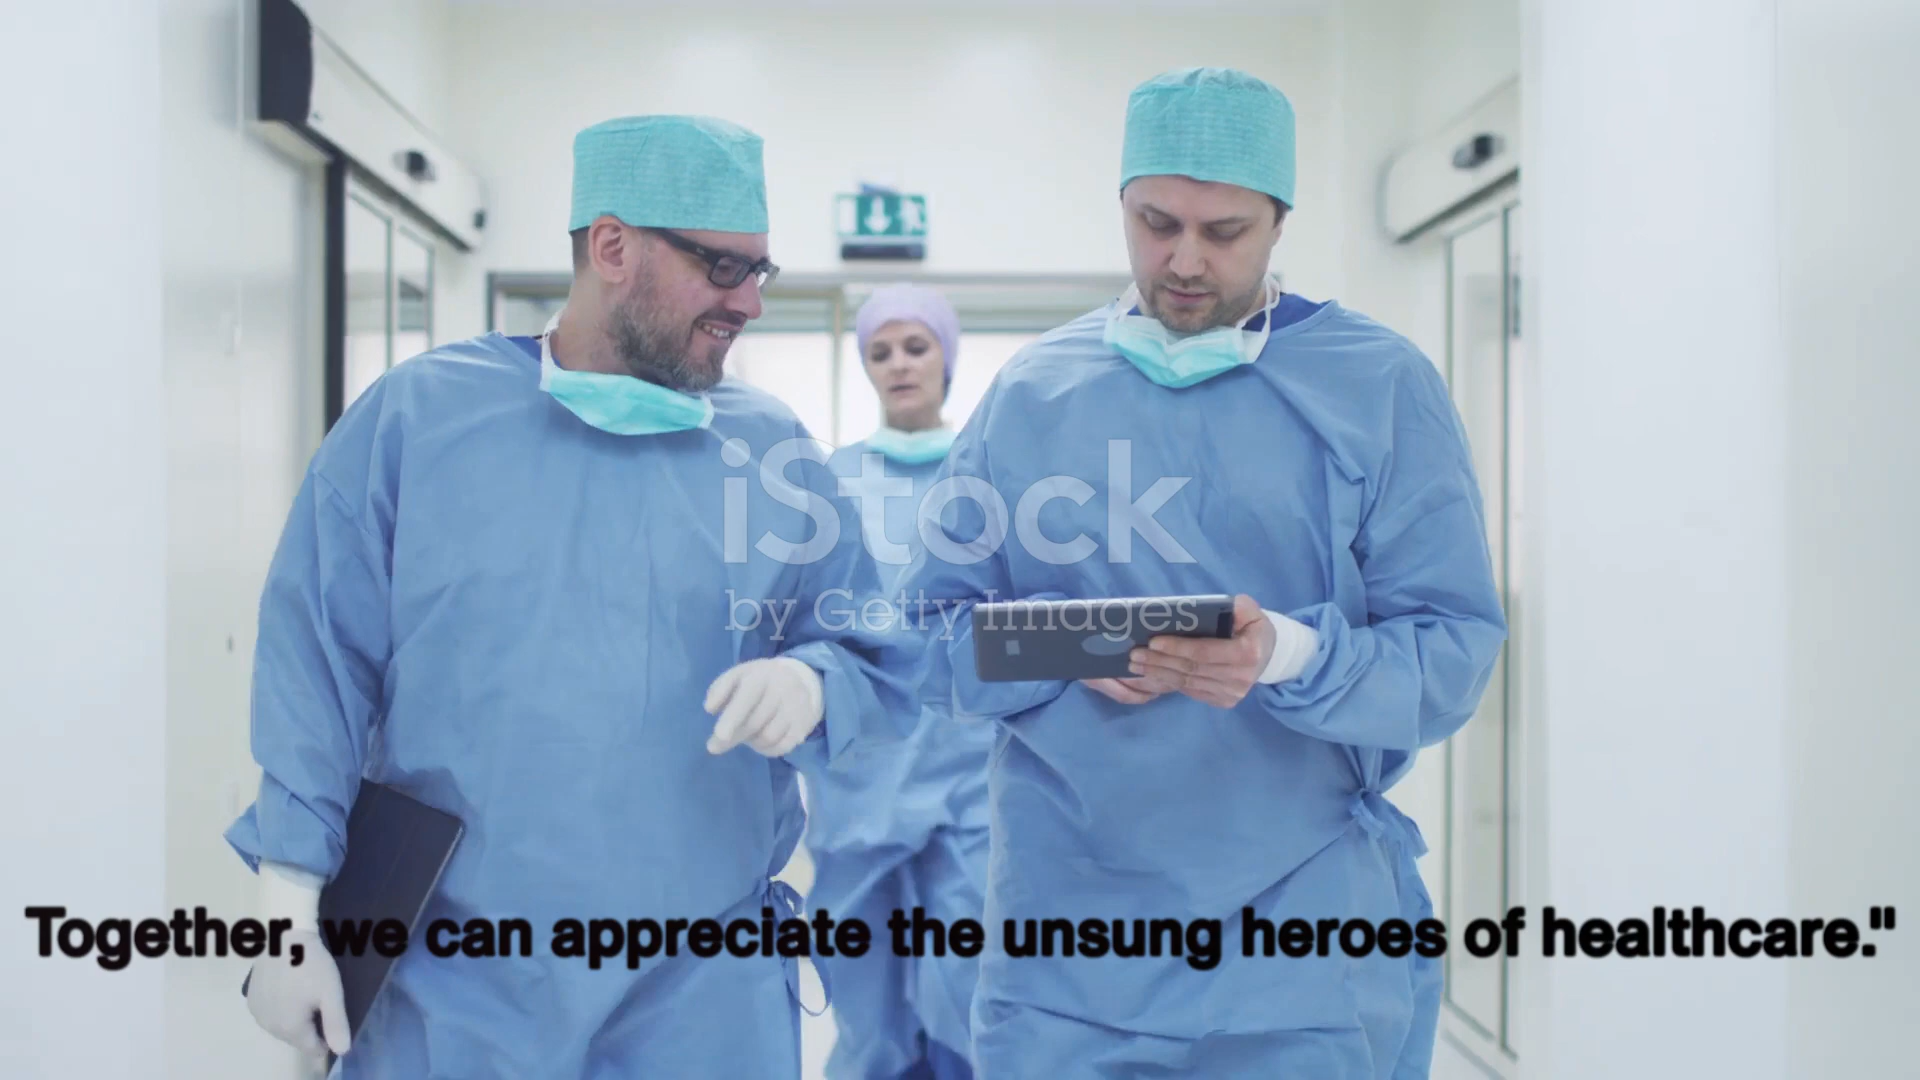 iStock
by Getty Images
Together, we can appreciate the unsung heroes of healthcare."